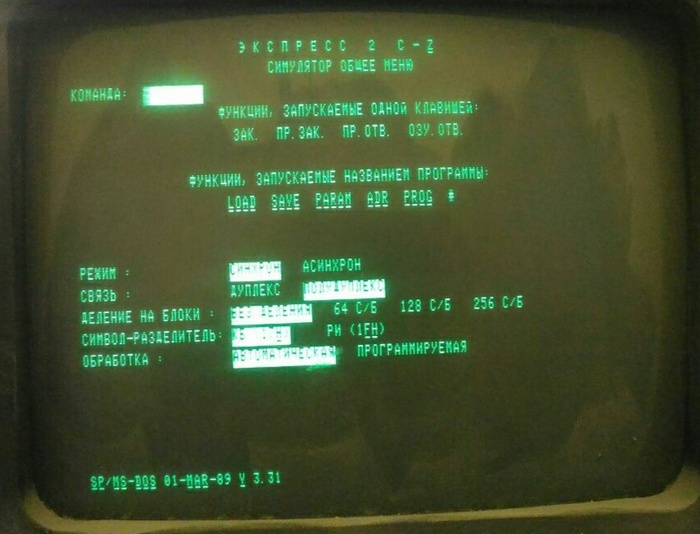 ЭКСПРЕСС 2 C-Z
СИМУЛЯТОР ОБЩЕЕ МЕНЮ
КОМАНДА:
ФУНКЦИИ, ЗАПУСКАЕМЫЕ ОДНОЙ КЛАВИШЕЙ:
ЗАК. ПР.ЗАК. ПР.ОТВ. ОЗУ.ОТВ.
ФУНКЦИИ, ЗАПУСКАЕМЫЕ НАЗВАНИЕМ ПРОГРАММЫ:
LOAD SAVE PARAM ADR PROG #
РЕЖИМ : СИНХРОН АСИНХРОН
СВЯЗЬ : ДУПЛЕКС ПОЛУДУПЛЕКС
ДЕЛЕНИЕ НА БЛОКИ : БЕЗ ДЕЛЕНИЯ 64 С/Б 128 С/Б 256 С/Б
СИМВОЛ-РАЗДЕЛИТЕЛЬ: РИ (1FH)
ОБРАБОТКА : АВТОМАТИЧЕСКАЯ ПРОГРАММИРУЕМАЯ
SP/MS-DOS 01-MAR-89 V 3.31